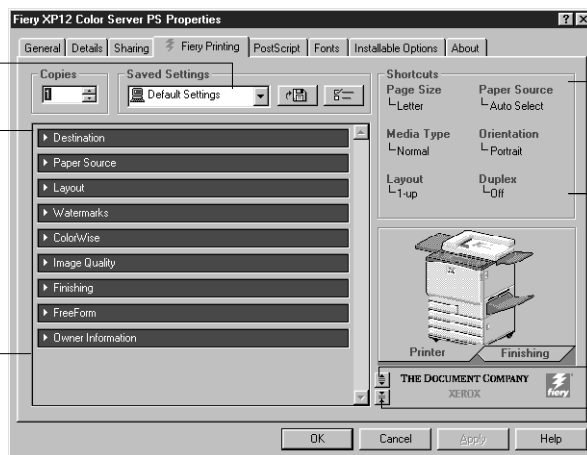 Fiery XP12 Color Server PS Properties
General Details Sharing Fiery Printing PostScript Fonts Installable Options About
Copies
1
Saved Settings
Default Settings
Destination
Paper Source
Layout
Watermarks
ColorWise
Image Quality
Finishing
FreeForm
Owner Information
Shortcuts
Page Size
Letter
Paper Source
Auto Select
Media Type
Normal
Orientation
Portrait
Layout
1-up
Duplex
Off
Printer
Finishing
THE DOCUMENT COMPANY
XEROX
fiery
OK Cancel Apply Help